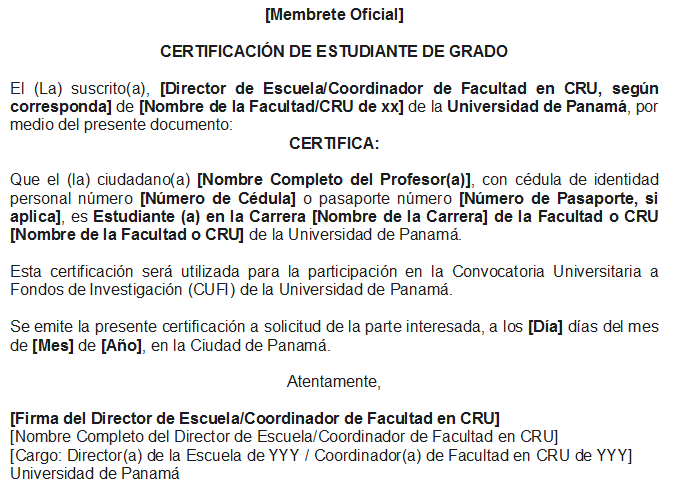 [Membrete Oficial]
CERTIFICACIÓN DE ESTUDIANTE DE GRADO
El (La) suscrito(a), [Director de Escuela/Coordinador de Facultad en CRU, según
corresponda] de [Nombre de la Facultad/CRU de xx] de la Universidad de Panamá, por
medio del presente documento:
CERTIFICA:
Que el (la) ciudadano(a) [Nombre Completo del Profesor(a)], con cédula de identidad
personal número [Número de Cédula] o pasaporte número [Número de Pasaporte, si
aplica], es Estudiante (a) en la Carrera [Nombre de la Carrera] de la Facultad o CRU
[Nombre de la Facultad o CRU] de la Universidad de Panamá.
Esta certificación será utilizada para la participación en la Convocatoria Universitaria a
Fondos de Investigación (CUFI) de la Universidad de Panamá.
Se emite la presente certificación a solicitud de la parte interesada, a los [Día] días del mes
de [Mes] de [Año], en la Ciudad de Panamá.
Atentamente,
[Firma del Director de Escuela/Coordinador de Facultad en CRU]
[Nombre Completo del Director de Escuela/Coordinador de Facultad en CRU]
[Cargo: Director(a) de la Escuela de YYY / Coordinador(a) de Facultad en CRU de YYY]
Universidad de Panamá